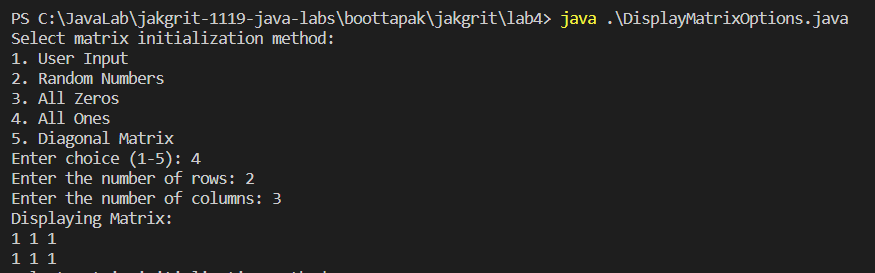 PS C:\JavaLab\jakgrit-1119-java-labs\boottapak\jakgrit\lab4> java .\DisplayMatrixOptions.java
Select matrix initialization method:
1. User Input
2. Random Numbers
3. All Zeros
4. All Ones
5. Diagonal Matrix
Enter choice (1-5): 4
Enter the number of rows: 2
Enter the number of columns: 3
Displaying Matrix:
1 1 1
1 1 1